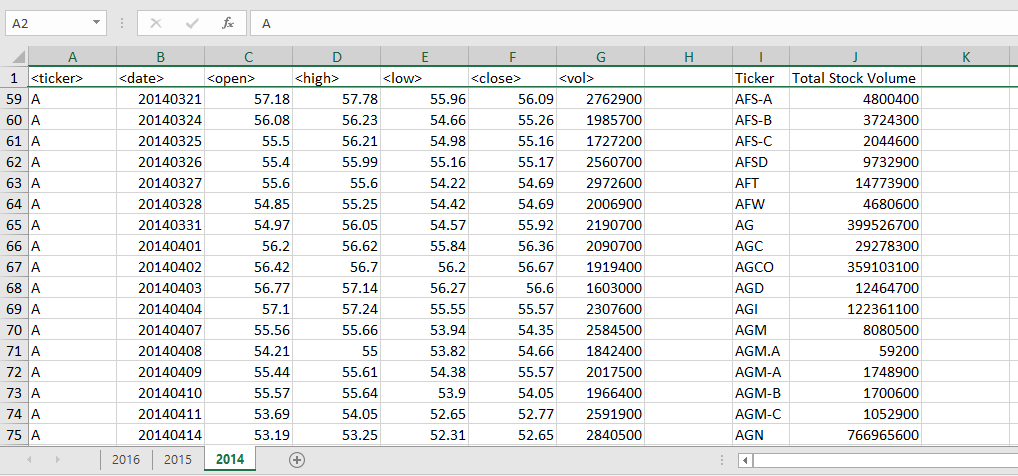 A2 fx A
A B C D E F G H I J K
1 <ticker> <date> <open> <high> <low> <close> <vol> Ticker Total Stock Volume
59 A 20140321 57.18 57.78 55.96 56.09 2762900 AFS-A 4800400
60 A 20140324 56.08 56.23 54.66 55.26 1985700 AFS-B 3724300
61 A 20140325 55.5 56.21 54.98 55.16 1727200 AFS-C 2044600
62 A 20140326 55.4 55.99 55.16 55.17 2560700 AFSD 9732900
63 A 20140327 55.6 55.6 54.22 54.69 2972600 AFT 14773900
64 A 20140328 54.85 55.25 54.42 54.69 2006900 AFW 4680600
65 A 20140331 54.97 56.05 54.57 55.92 2190700 AG 399526700
66 A 20140401 56.2 56.62 55.84 56.36 2090700 AGC 29278300
67 A 20140402 56.42 56.7 56.2 56.67 1919400 AGCO 359103100
68 A 20140403 56.77 57.14 56.27 56.6 1603000 AGD 12464700
69 A 20140404 57.1 57.24 55.55 55.57 2307600 AGI 122361100
70 A 20140407 55.56 55.66 53.94 54.35 2584500 AGM 8080500
71 A 20140408 54.21 55 53.82 54.66 1842400 AGM.A 59200
72 A 20140409 55.44 55.61 54.38 55.57 2017500 AGM-A 1748900
73 A 20140410 55.57 55.64 53.9 54.05 1966400 AGM-B 1700600
74 A 20140411 53.69 54.05 52.65 52.77 2591900 AGM-C 1052900
75 A 20140414 53.19 53.25 52.31 52.65 2840500 AGN 766965600
2016 2015 2014